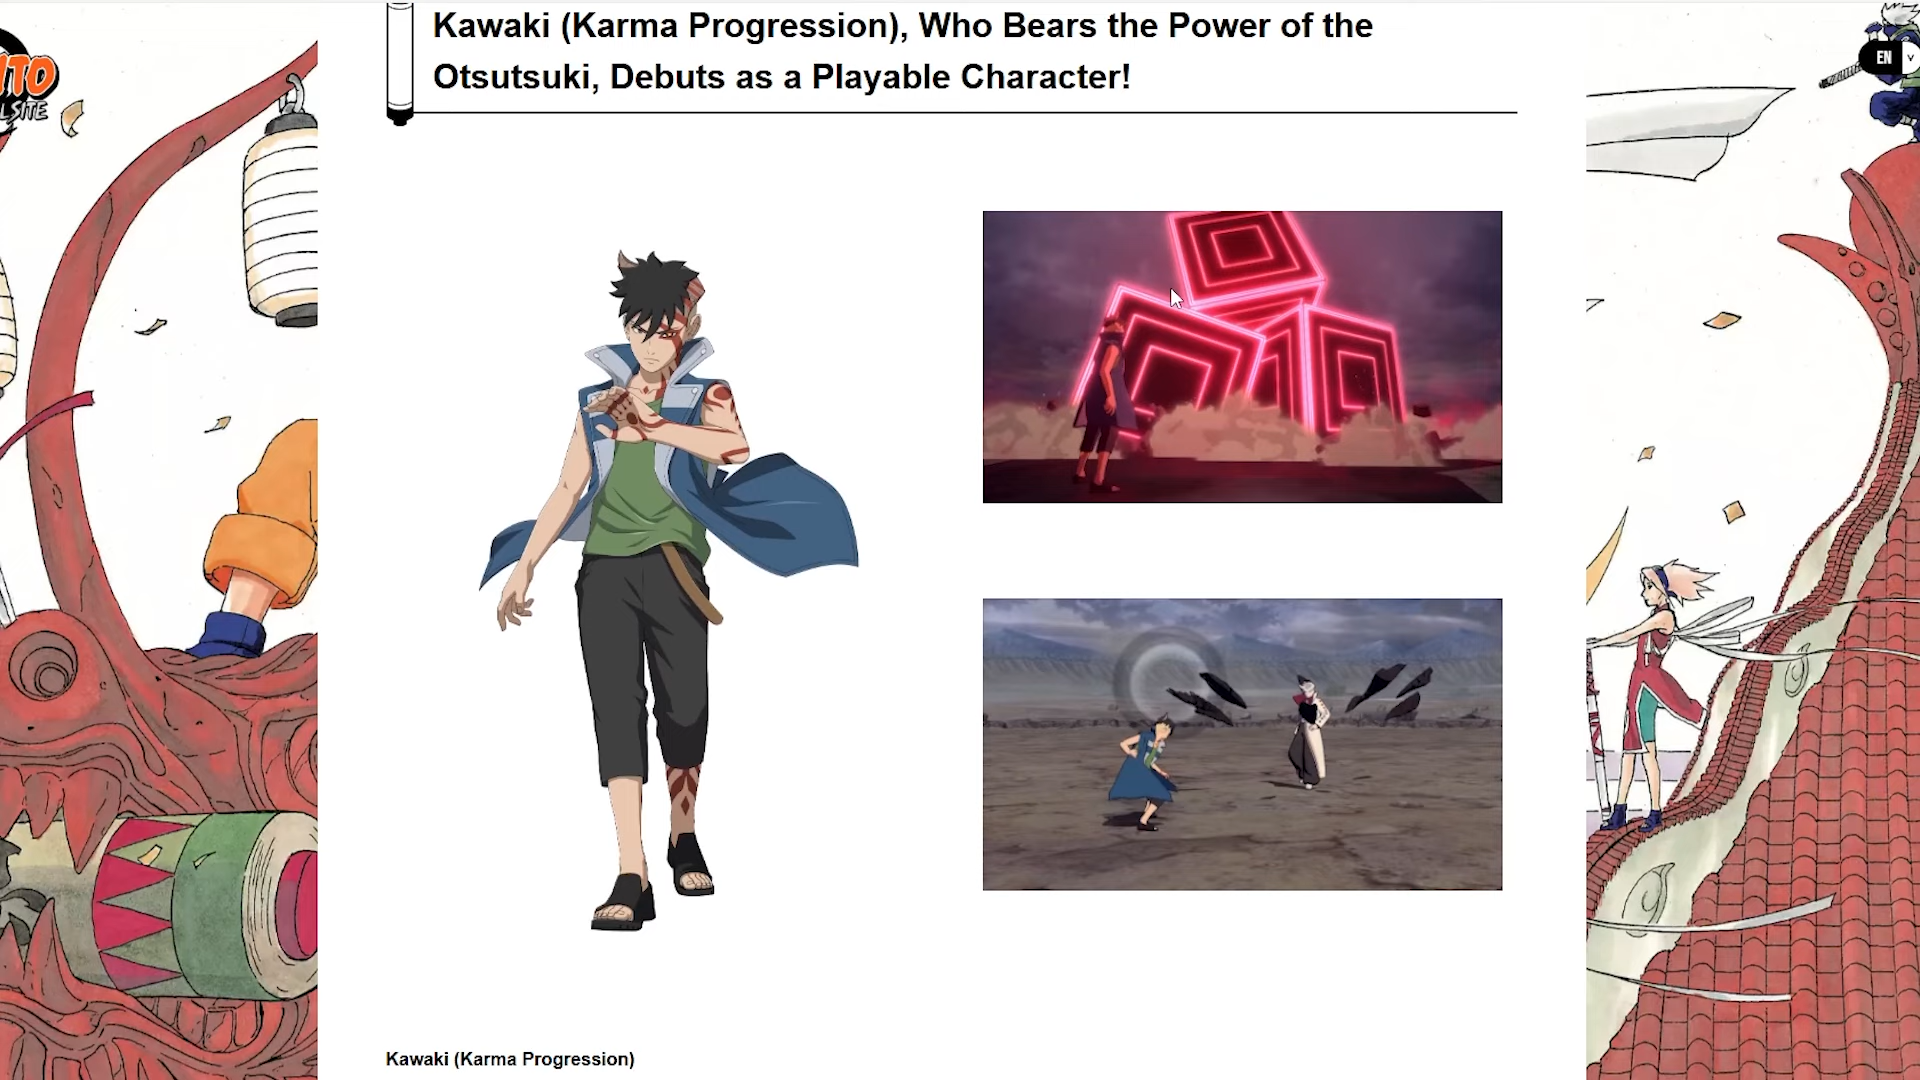 Kawaki (Karma Progression), Who Bears the Power of the
Otsutsuki, Debuts as a Playable Character!
EN
Kawaki (Karma Progression)